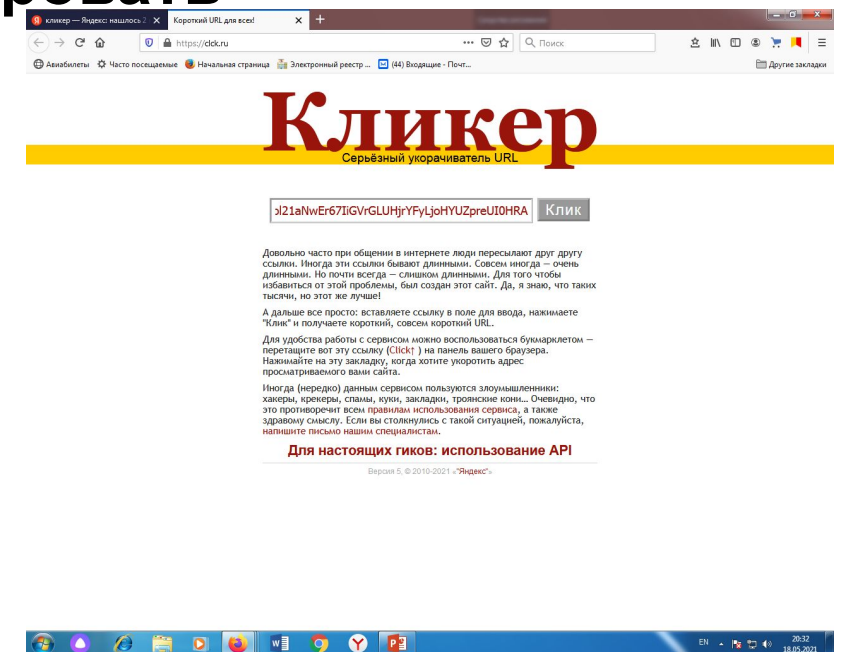 ровать
кликер — Яндекс: нашлось 2
Короткий URL для всех!
https://clck.ru
Поиск
Авиабилеты
Часто посещаемые
Начальная страница
Электронный реестр ...
(44) Входящие - Почт...
Другие закладки
Кликер
Серьёзный укорачиватель URL
ol21aNwEr67IiGVrGLUHjrYFyLjoHYUZpreUI0HRA
Клик
Довольно часто при общении в интернете люди пересылают друг другу
ссылки. Иногда эти ссылки бывают длинными. Совсем иногда — очень
длинными. Но почти всегда — слишком длинными. Для того чтобы
избавиться от этой проблемы, был создан этот сайт. Да, я знаю, что таких
тысячи, но этот же лучше!
А дальше все просто: вставляете ссылку в поле для ввода, нажимаете
"Клик" и получаете короткий, совсем короткий URL.
Для удобства работы с сервисом можно воспользоваться букмарклетом —
перетащите вот эту ссылку (Click↑ ) на панель вашего браузера.
Нажимайте на эту закладку, когда хотите укоротить адрес
просматриваемого вами сайта.
Иногда (нередко) данным сервисом пользуются злоумышленники:
хакеры, крекеры, спамы, куки, закладки, троянские кони... Очевидно, что
это противоречит всем правилам использования сервиса, а также
здравому смыслу. Если вы столкнулись с такой ситуацией, пожалуйста,
напишите письмо нашим специалистам.
Для настоящих гиков: использование API
Версия 5, © 2010-2021 «"Яндекс"»
EN
20:32
18.05.2021